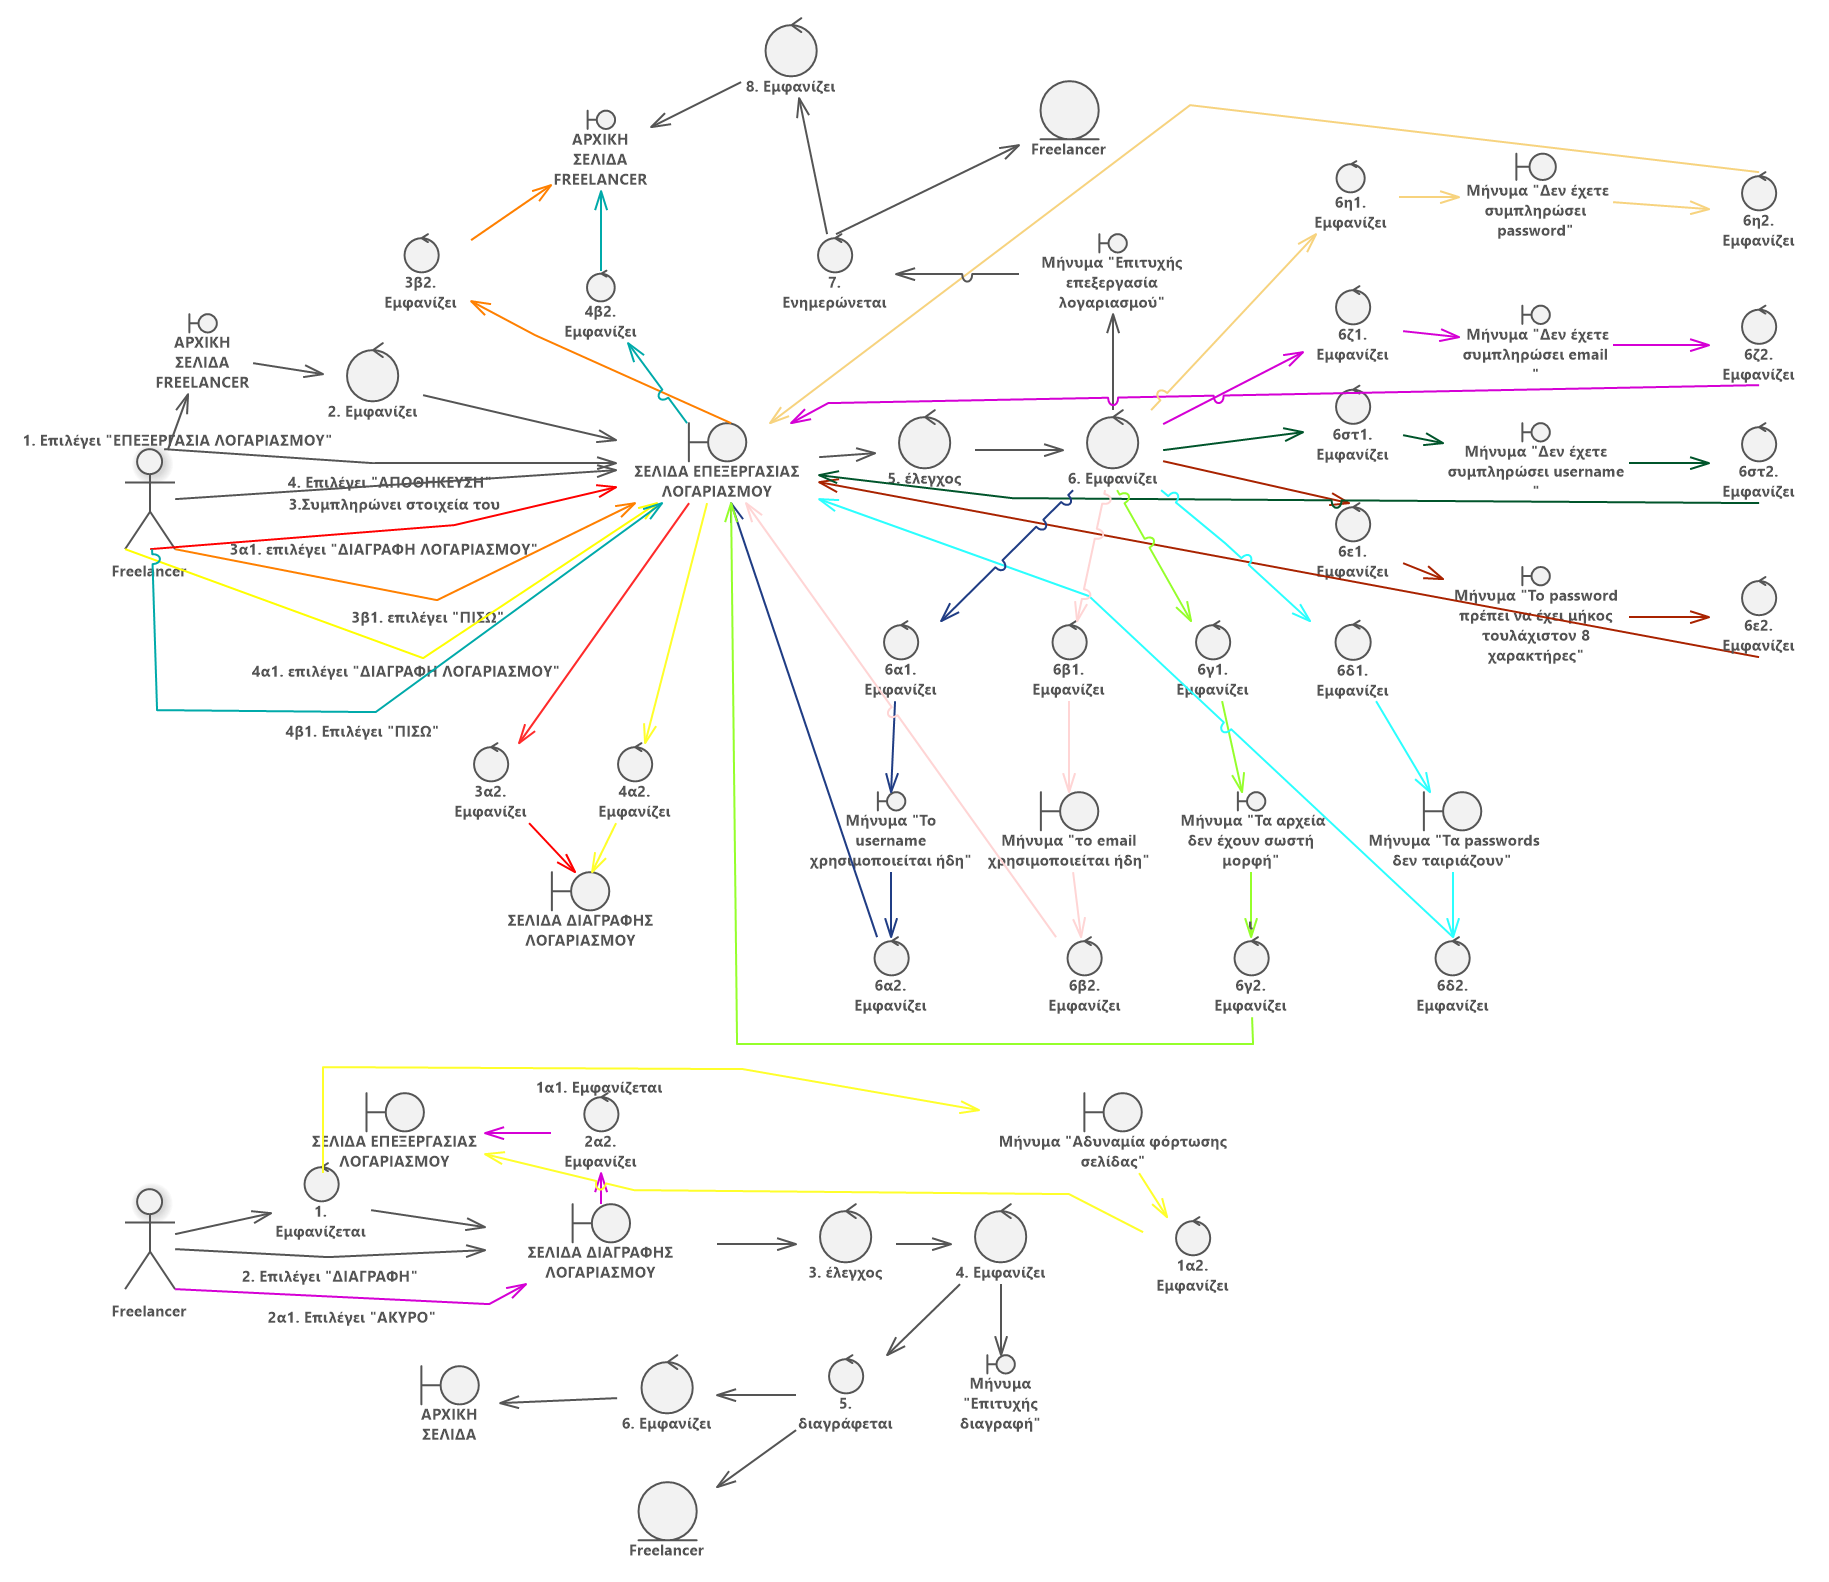 8. Εμφανίζει
ΑΡΧΙΚΗ
ΣΕΛΙΔΑ
FREELANCER
Freelancer
6η1.
Εμφανίζει
Μήνυμα "Δεν έχετε
συμπληρώσει
password"
6η2.
Εμφανίζει
3β2.
Εμφανίζει
4β2.
Εμφανίζει
7.
Ενημερώνεται
Μήνυμα "Επιτυχής
επεξεργασία
λογαριασμού"
ΑΡΧΙΚΗ
ΣΕΛΙΔΑ
FREELANCER
2. Εμφανίζει
6ζ1.
Εμφανίζει
Μήνυμα "Δεν έχετε
συμπληρώσει email
"
6ζ2.
Εμφανίζει
1. Επιλέγει "ΕΠΕΞΕΡΓΑΣΙΑ ΛΟΓΑΡΙΑΣΜΟΥ"
4. Επιλέγει "ΑΠΟΘΗΚΕΥΣΗ"
3.Συμπληρώνει στοιχεία του
ΣΕΛΙΔΑ ΕΠΕΞΕΡΓΑΣΙΑΣ
ΛΟΓΑΡΙΑΣΜΟΥ
5. έλεγχος
6. Εμφανίζει
6στ1.
Εμφανίζει
Μήνυμα "Δεν έχετε
συμπληρώσει username
"
6στ2.
Εμφανίζει
3α1. επιλέγει "ΔΙΑΓΡΑΦΗ ΛΟΓΑΡΙΑΣΜΟΥ"
Freelancer
6ε1.
Εμφανίζει
Μήνυμα "Το password
πρέπει να έχει μήκος
τουλάχιστον 8
χαρακτήρες"
6ε2.
Εμφανίζει
3β1. επιλέγει "ΠΙΣΩ"
4α1. επιλέγει "ΔΙΑΓΡΑΦΗ ΛΟΓΑΡΙΑΣΜΟΥ"
4β1. Επιλέγει "ΠΙΣΩ"
6α1.
Εμφανίζει
6β1.
Εμφανίζει
6γ1.
Εμφανίζει
6δ1.
Εμφανίζει
3α2.
Εμφανίζει
4α2.
Εμφανίζει
Μήνυμα "Το
username
χρησιμοποιείται ήδη"
Μήνυμα "το email
χρησιμοποιείται ήδη"
Μήνυμα "Τα αρχεία
δεν έχουν σωστή
μορφή"
Μήνυμα "Τα passwords
δεν ταιριάζουν"
ΣΕΛΙΔΑ ΔΙΑΓΡΑΦΗΣ
ΛΟΓΑΡΙΑΣΜΟΥ
6α2.
Εμφανίζει
6β2.
Εμφανίζει
6γ2.
Εμφανίζει
6δ2.
Εμφανίζει
1α1. Εμφανίζεται
ΣΕΛΙΔΑ ΕΠΕΞΕΡΓΑΣΙΑΣ
ΛΟΓΑΡΙΑΣΜΟΥ
2α2.
Εμφανίζει
Μήνυμα "Αδυναμία φόρτωσης
σελίδας"
1.
Εμφανίζεται
ΣΕΛΙΔΑ ΔΙΑΓΡΑΦΗΣ
ΛΟΓΑΡΙΑΣΜΟΥ
3. έλεγχος
4. Εμφανίζει
1α2.
Εμφανίζει
2. Επιλέγει "ΔΙΑΓΡΑΦΗ"
Freelancer
2α1. Επιλέγει "ΑΚΥΡΟ"
ΑΡΧΙΚΗ
ΣΕΛΙΔΑ
6. Εμφανίζει
5.
διαγράφεται
Μήνυμα
"Επιτυχής
διαγραφή"
Freelancer